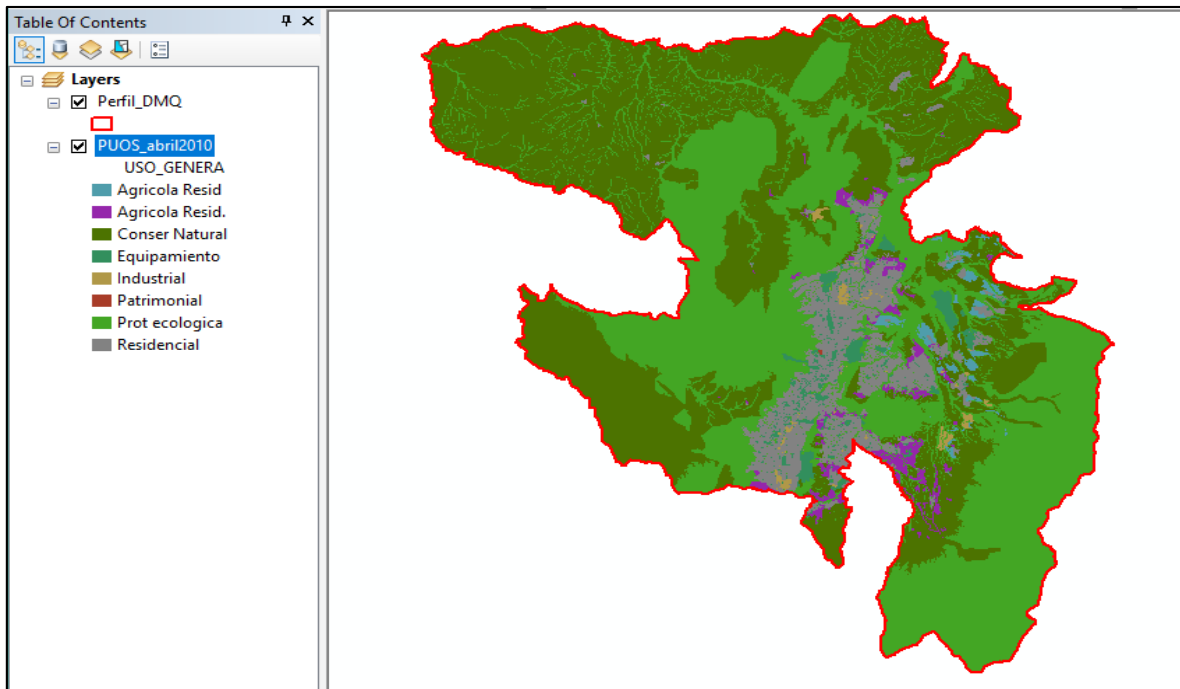 Table Of Contents
Layers
Perfil_DMQ
PUOS_abril2010
USO_GENERA
Agricola Resid
Agricola Resid.
Conser Natural
Equipamiento
Industrial
Patrimonial
Prot ecologica
Residencial